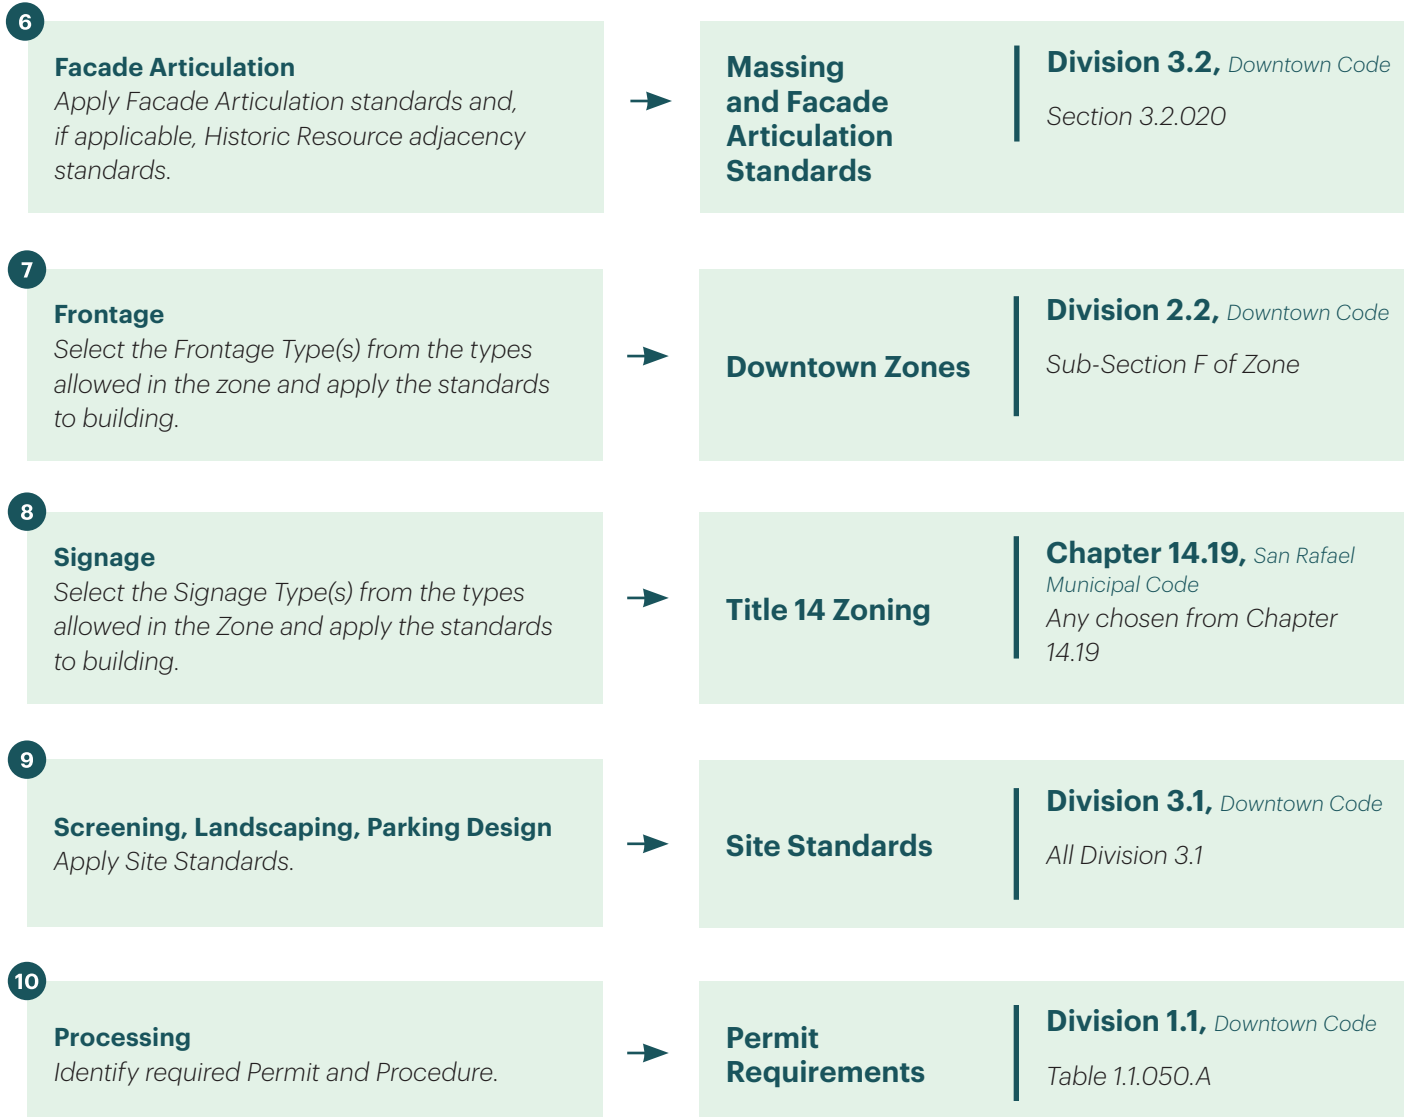 6
Facade Articulation
Apply Facade Articulation standards and,
if applicable, Historic Resource adjacency
standards.
Massing
and Facade
Articulation
Standards
Division 3.2, Downtown Code
Section 3.2.020
7
Frontage
Select the Frontage Type(s) from the types
allowed in the zone and apply the standards
to building.
Downtown Zones
Division 2.2, Downtown Code
Sub-Section F of Zone
8
Signage
Select the Signage Type(s) from the types
allowed in the Zone and apply the standards
to building.
Title 14 Zoning
Chapter 14.19, San Rafael
Municipal Code
Any chosen from Chapter
14.19
9
Screening, Landscaping, Parking Design
Apply Site Standards.
Site Standards
Division 3.1, Downtown Code
All Division 3.1
10
Processing
Identify required Permit and Procedure.
Permit
Requirements
Division 1.1, Downtown Code
Table 1.1.050.A